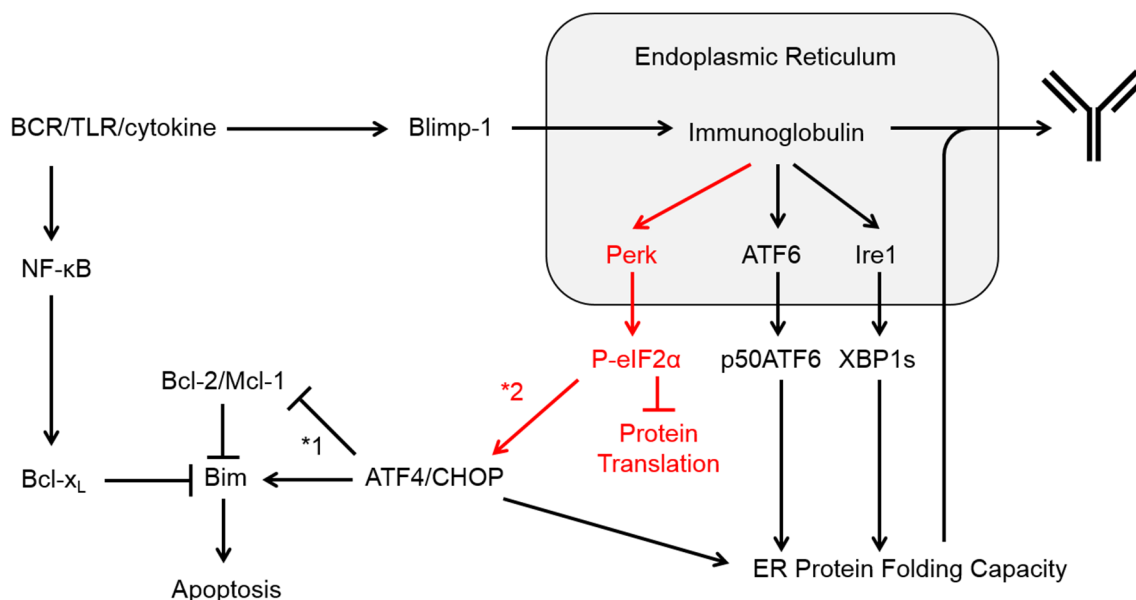 Endoplasmic Reticulum
BCR/TLR/cytokine
Blimp-1
Immunoglobulin
NF-κB
Perk
ATF6
Ire1
P-eIF2α
p50ATF6
XBP1s
Bcl-2/Mcl-1
*2
*1
Protein
Translation
Bcl-xL
Bim
ATF4/CHOP
ER Protein Folding Capacity
Apoptosis